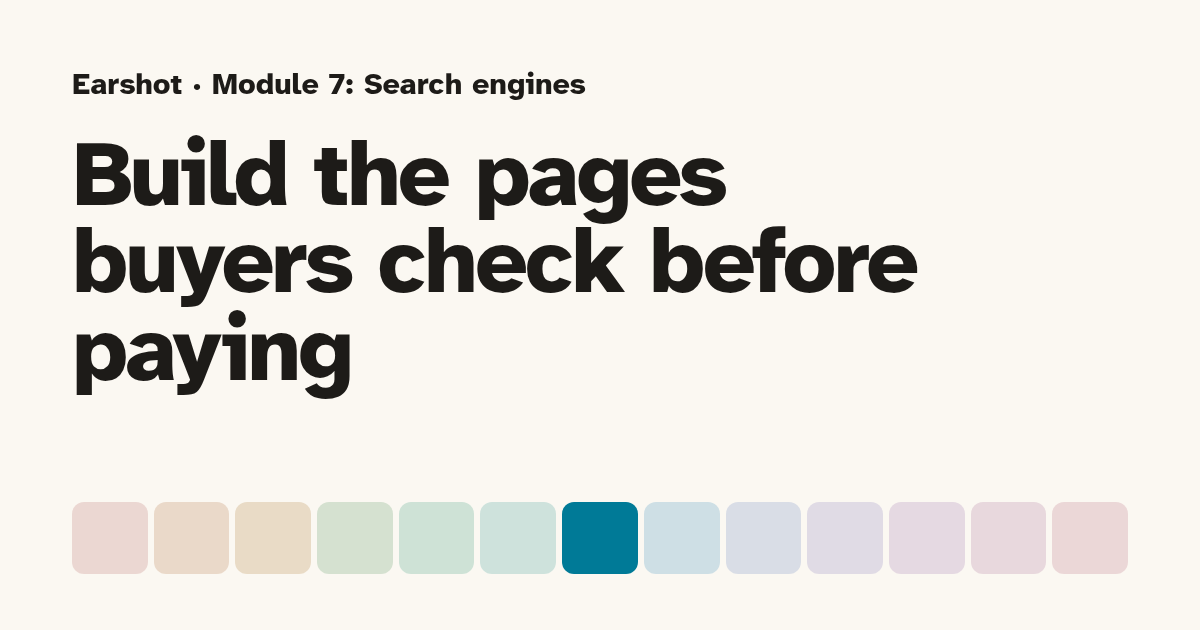 Earshot · Module 7: Search engines
Build the pages
buyers check before
paying